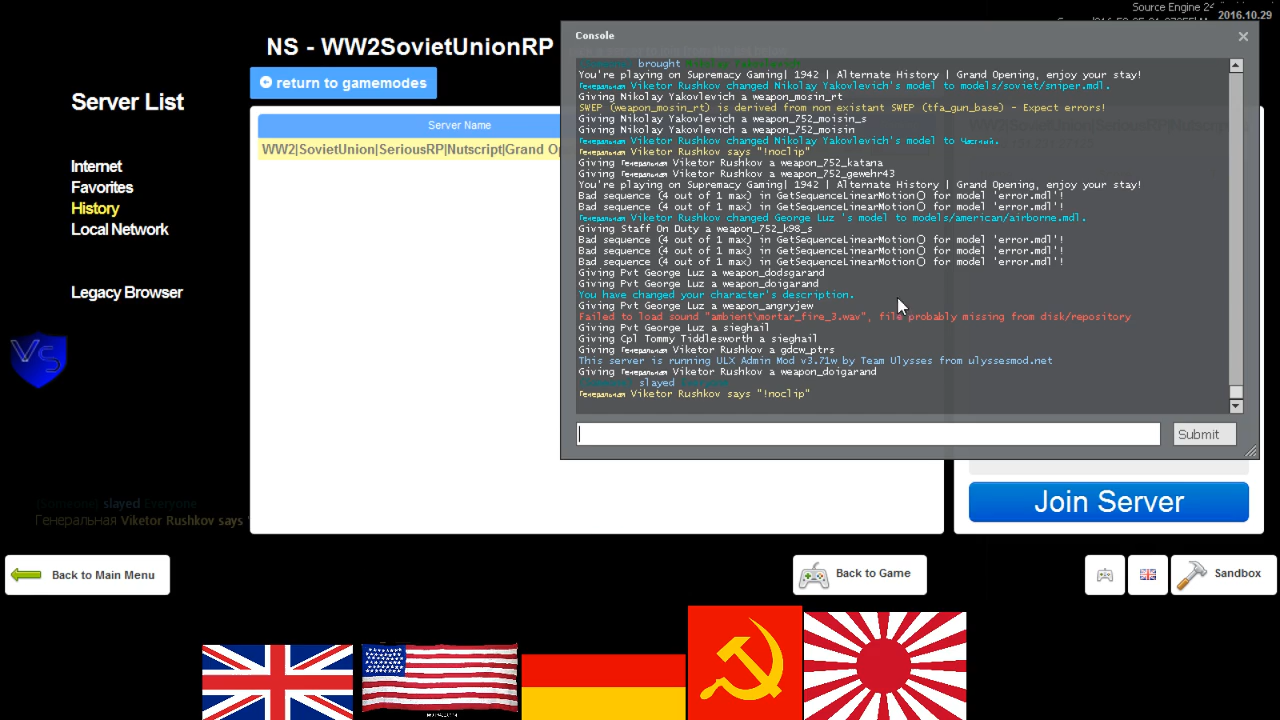 Source Engine 24
2016.10.29
NS - WW2SovietUnionRP
return to gamemodes
Server List
Internet
Favorites
History
Local Network
Legacy Browser
Server Name
WW2|SovietUnion|SeriousRP|Nutscript|Grand Op
Console
brought
You're playing on Supremacy Gaming| 1942 | Alternate History | Grand Opening, enjoy your stay!
Генеральная Viketor Rushkov changed Nikolay Yakovlevich's model to models/soviet/sniper.mdl.
Giving Nikolay Yakovlevich a weapon_mosin_rt
SWEP (weapon_mosin_rt) is derived from non existant SWEP (tfa_gun_base) - Expect errors!
Giving Nikolay Yakovlevich a weapon_752_moisin_s
Giving Nikolay Yakovlevich a weapon_752_moisin
Генеральная Viketor Rushkov changed Nikolay Yakovlevich's model to Частный.
Генеральная Viketor Rushkov says "!noclip"
Giving Генеральная Viketor Rushkov a weapon_752_katana
Giving Генеральная Viketor Rushkov a weapon_752_gewehr43
You're playing on Supremacy Gaming| 1942 | Alternate History | Grand Opening, enjoy your stay!
Bad sequence (4 out of 1 max) in GetSequenceLinearMotion() for model 'error.mdl'!
Bad sequence (4 out of 1 max) in GetSequenceLinearMotion() for model 'error.mdl'!
Генеральная Viketor Rushkov changed George Luz 's model to models/american/airborne.mdl.
Giving Staff On Duty a weapon_752_k98_s
Bad sequence (4 out of 1 max) in GetSequenceLinearMotion() for model 'error.mdl'!
Bad sequence (4 out of 1 max) in GetSequenceLinearMotion() for model 'error.mdl'!
Bad sequence (4 out of 1 max) in GetSequenceLinearMotion() for model 'error.mdl'!
Giving Pvt George Luz a weapon_dodsgarand
Giving Pvt George Luz a weapon_doigarand
You have changed your character's description.
Giving Pvt George Luz a weapon_angryjew
Failed to load sound "ambient\mortar_fire_3.wav", file probably missing from disk/repository
Giving Pvt George Luz a sieghail
Giving Cpl Tommy Tiddlesworth a sieghail
Giving Генеральная Viketor Rushkov a gdcw_ptrs
This server is running ULX Admin Mod v3.71w by Team Ulysses from ulyssesmod.net
Giving Генеральная Viketor Rushkov a weapon_doigarand
slayed
Генеральная Viketor Rushkov says "!noclip"
Submit
Join Server
VS
slayed Everyone
Генеральная Viketor Rushkov says "
Back to Main Menu
Back to Game
Sandbox